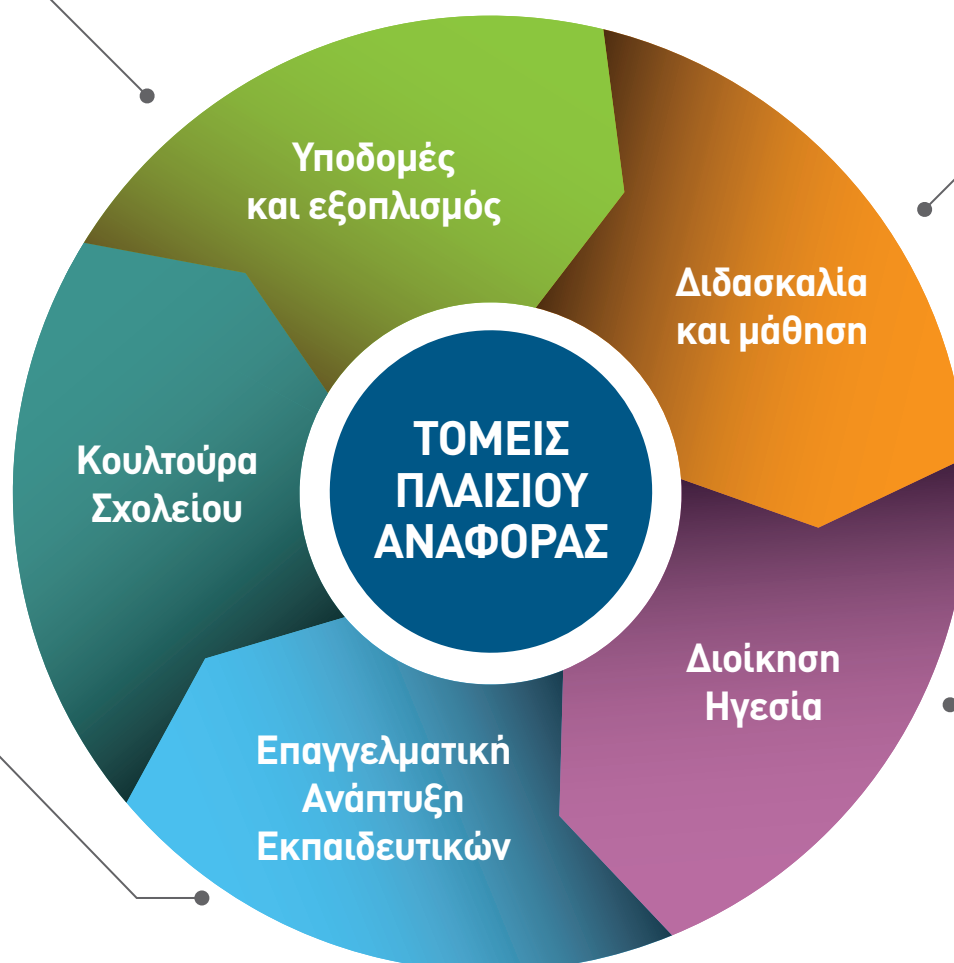 Υποδομές
και εξοπλισμός
Διδασκαλία
και μάθηση
Διοίκηση
Ηγεσία
Επαγγελματική
Ανάπτυξη
Εκπαιδευτικών
Κουλτούρα
Σχολείου
ΤΟΜΕΙΣ
ΠΛΑΙΣΙΟΥ
ΑΝΑΦΟΡΑΣ